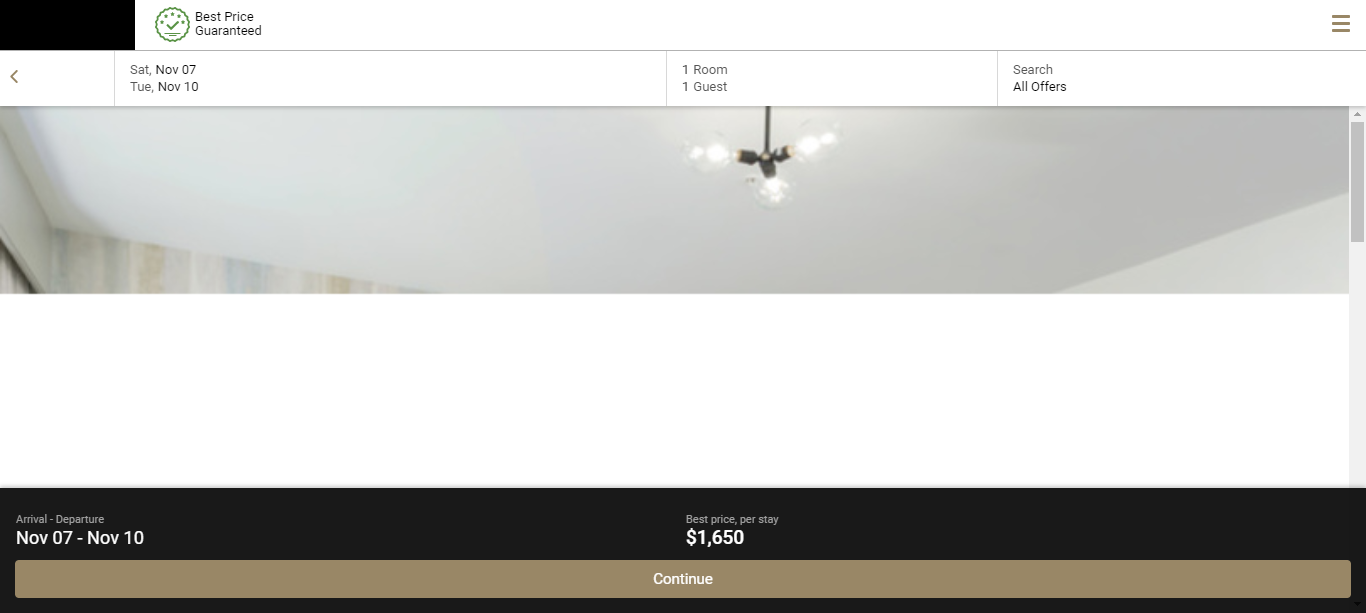 Best Price
Guaranteed
Sat, Nov 07
Tue, Nov 10
1 Room
1 Guest
Search
All Offers
Arrival - Departure
Nov 07 - Nov 10
Best price, per stay
$1,650
Continue